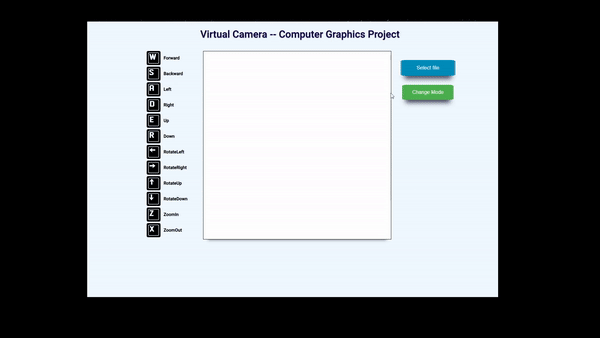 Virtual Camera -- Computer Graphics Project
W Forward
S Backward
A Left
D Right
E Up
R Down
← RotateLeft
→ RotateRight
↑ RotateUp
↓ RotateDown
Z ZoomIn
X ZoomOut
Select file
Change Mode